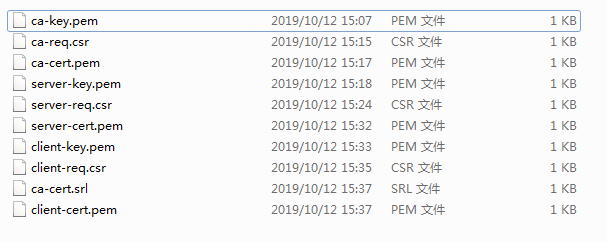 ca-key.pem 2019/10/12 15:07 PEM 文件 1 KB
ca-req.csr 2019/10/12 15:15 CSR 文件 1 KB
ca-cert.pem 2019/10/12 15:17 PEM 文件 1 KB
server-key.pem 2019/10/12 15:18 PEM 文件 1 KB
server-req.csr 2019/10/12 15:24 CSR 文件 1 KB
server-cert.pem 2019/10/12 15:32 PEM 文件 1 KB
client-key.pem 2019/10/12 15:33 PEM 文件 1 KB
client-req.csr 2019/10/12 15:35 CSR 文件 1 KB
ca-cert.srl 2019/10/12 15:37 SRL 文件 1 KB
client-cert.pem 2019/10/12 15:37 PEM 文件 1 KB